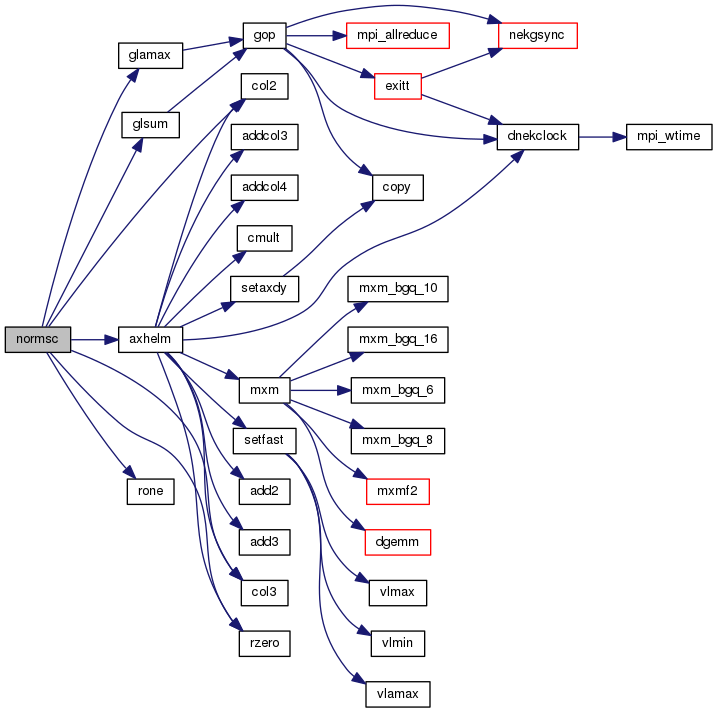 normsc
glamax
glsum
axhelm
rone
gop
col2
addcol3
addcol4
cmult
setaxdy
mxm
setfast
add2
add3
col3
rzero
mpi_allreduce
exitt
copy
mxm_bgq_10
mxm_bgq_16
mxm_bgq_6
mxm_bgq_8
mxmf2
dgemm
vlmax
vlmin
vlamax
nekgsync
dnekclock
mpi_wtime